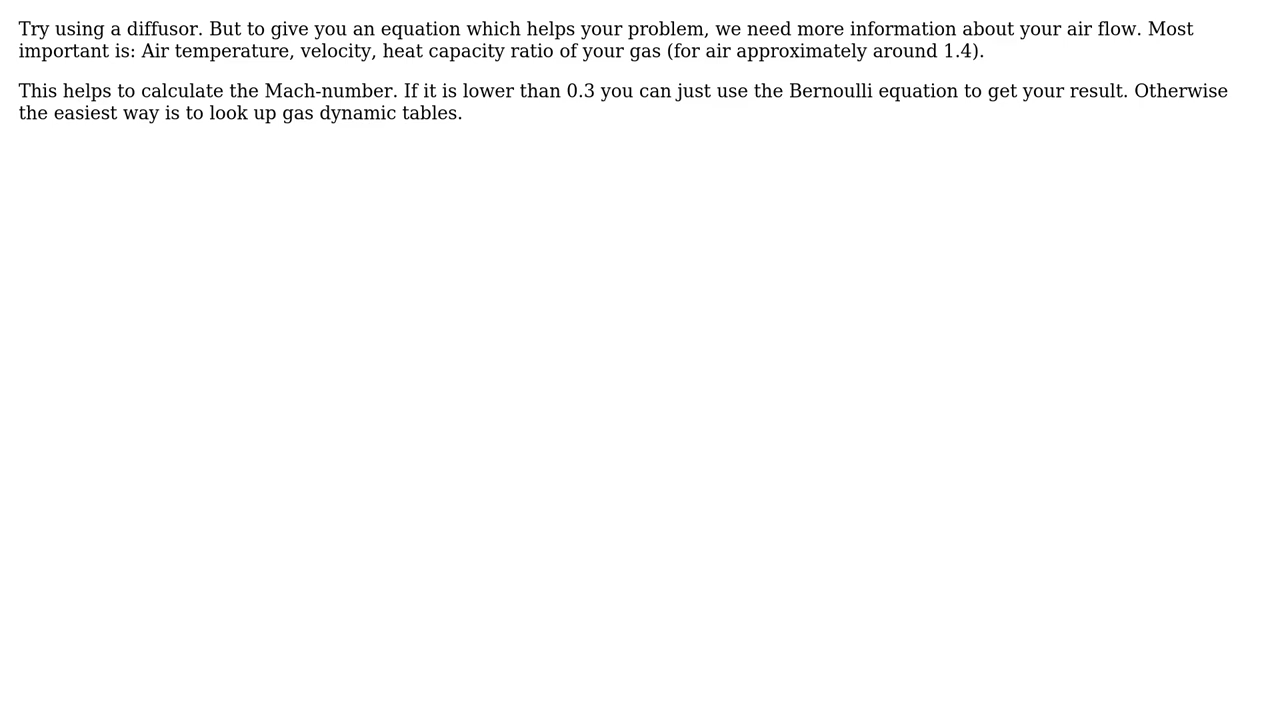 Try using a diffusor. But to give you an equation which helps your problem, we need more information about your air flow. Most
important is: Air temperature, velocity, heat capacity ratio of your gas (for air approximately around 1.4).
This helps to calculate the Mach-number. If it is lower than 0.3 you can just use the Bernoulli equation to get your result. Otherwise
the easiest way is to look up gas dynamic tables.